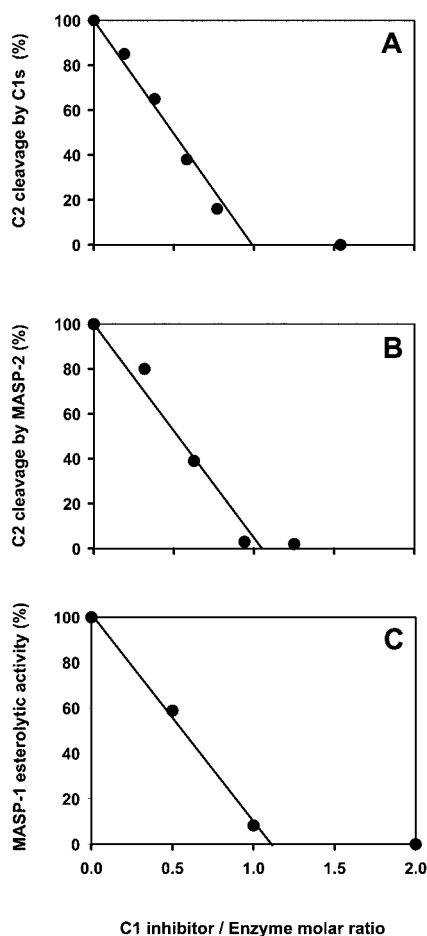 A
C2 cleavage by C1s (%)
100
80
60
40
20
0
B
C2 cleavage by MASP-2 (%)
100
80
60
40
20
0
C
MASP-1 esterolytic activity (%)
100
80
60
40
20
0
0.0 0.5 1.0 1.5 2.0
C1 inhibitor / Enzyme molar ratio